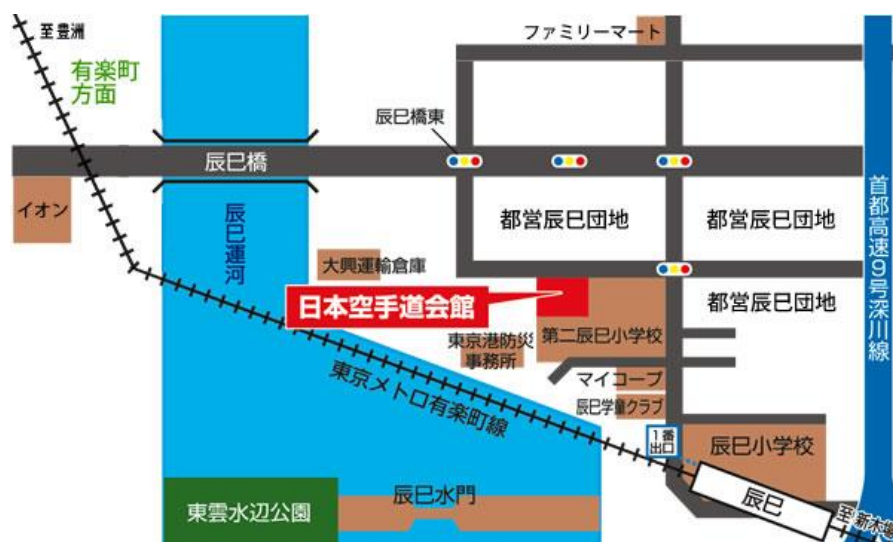 至豊洲
ファミリーマート
有楽町
方面
辰巳橋東
辰巳橋
イオン
首都高速9号深川線
辰巳運河
都営辰巳団地
都営辰巳団地
大興運輸倉庫
日本空手道会館
都営辰巳団地
東京港防災
事務所
第二辰巳小学校
東京メトロ有楽町線
マイコープ
辰巳学童クラブ
1番
出口
辰巳小学校
辰巳水門
東雲水辺公園
辰巳
至新木場